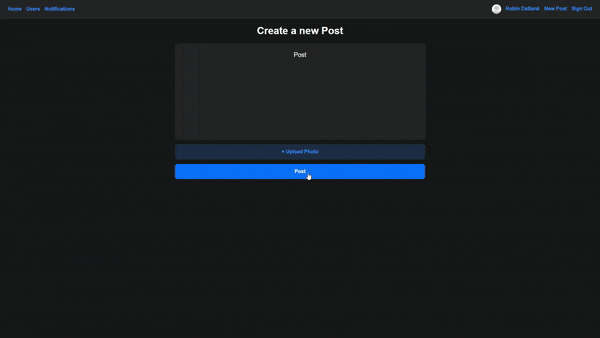 Home Users Notifications
Robin DaBank New Post Sign Out
Create a new Post
Post
+ Upload Photo
Post